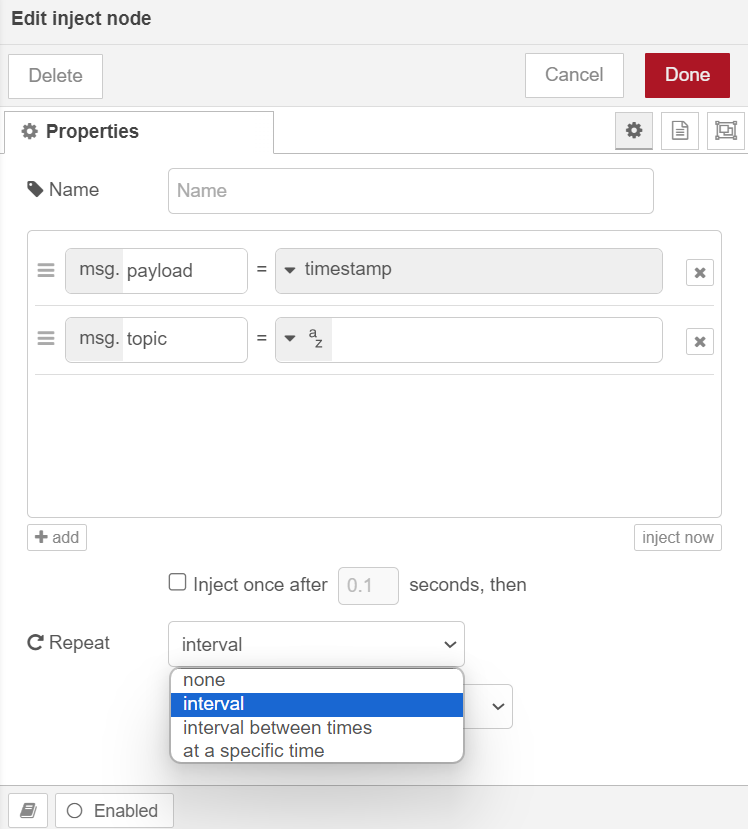 Edit inject node
Delete Cancel Done
Properties
Name Name
msg. payload = timestamp
msg. topic = a z
add inject now
Inject once after 0.1 seconds, then
Repeat interval
none
interval
interval between times
at a specific time
Enabled